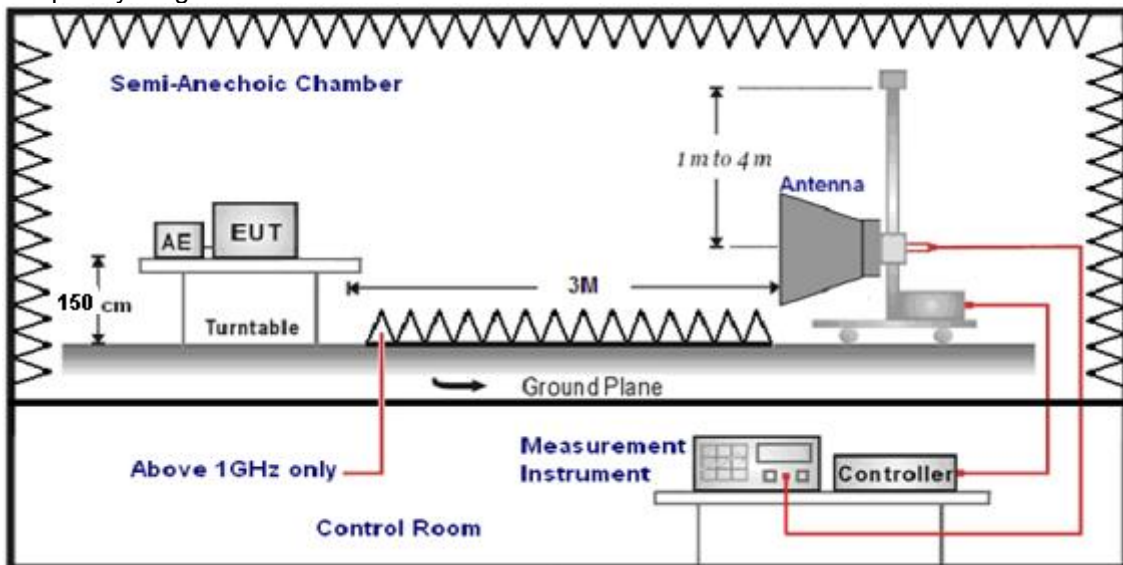 Semi-Anechoic Chamber
1 m to 4 m
Antenna
AE
EUT
150 cm
3M
Turntable
Ground Plane
Above 1GHz only
Measurement
Instrument
Controller
Control Room